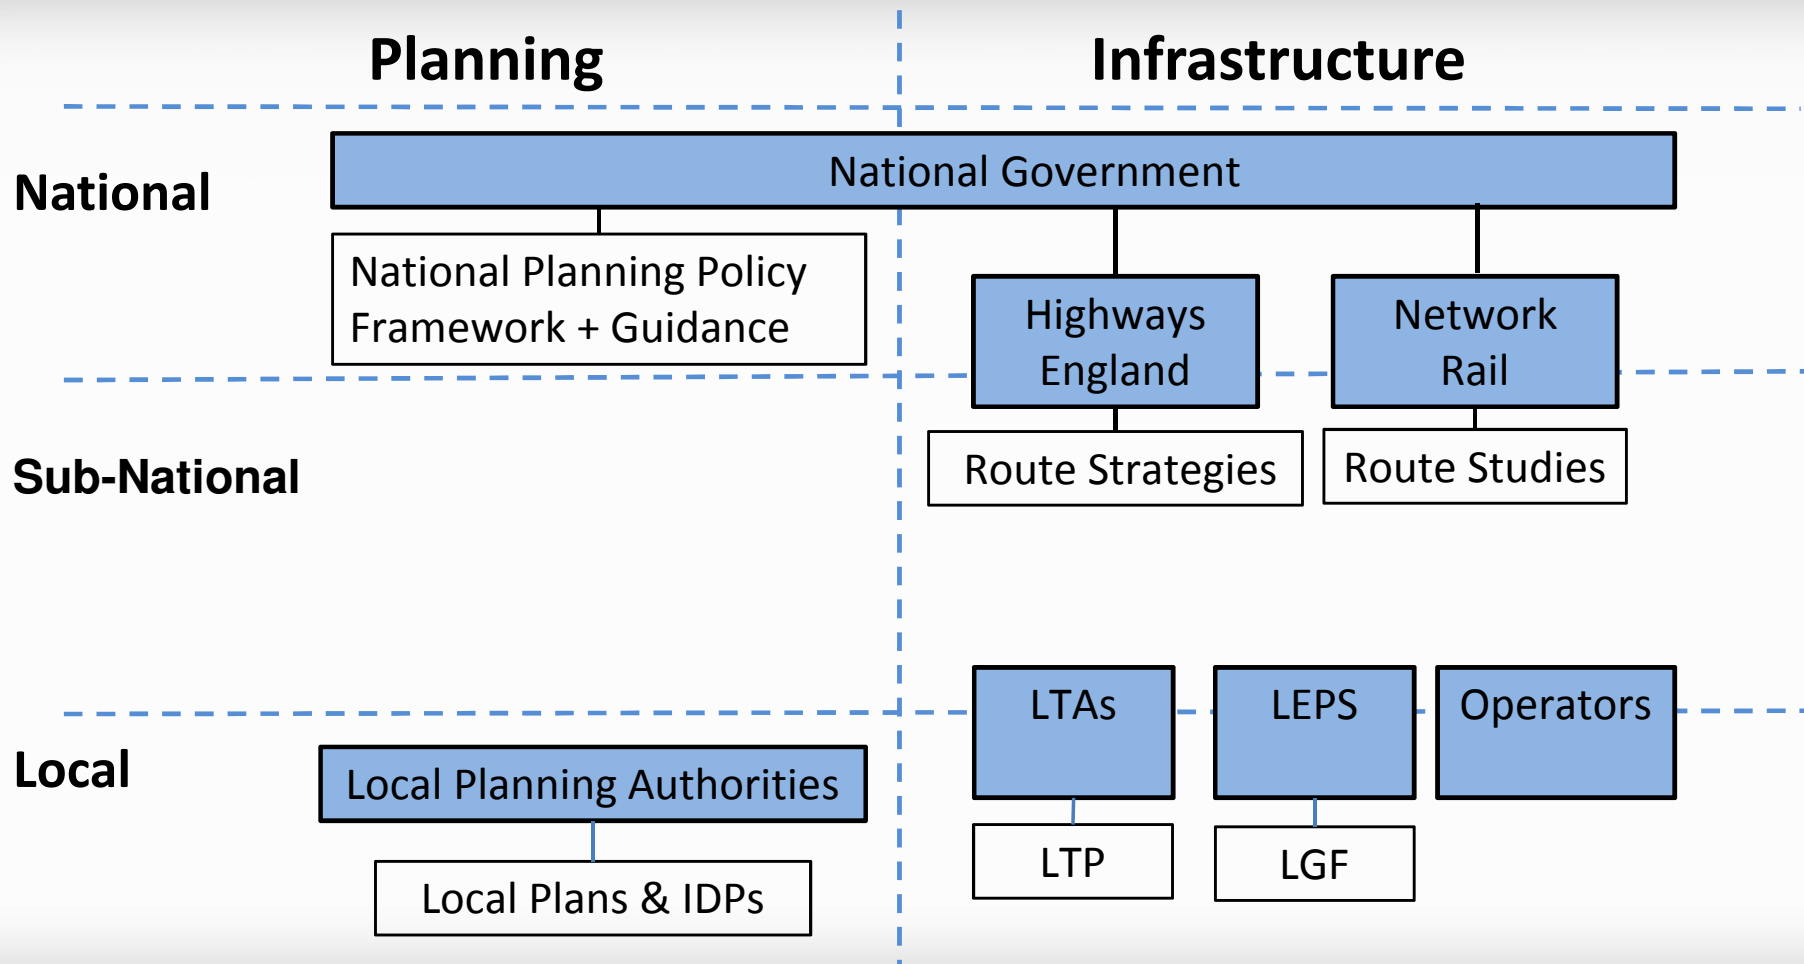 Planning
Infrastructure
National
National Government
National Planning Policy
Framework + Guidance
Highways
England
Network
Rail
Sub-National
Route Strategies
Route Studies
Local
LTAs
LEPS
Operators
Local Planning Authorities
LTP
LGF
Local Plans & IDPs